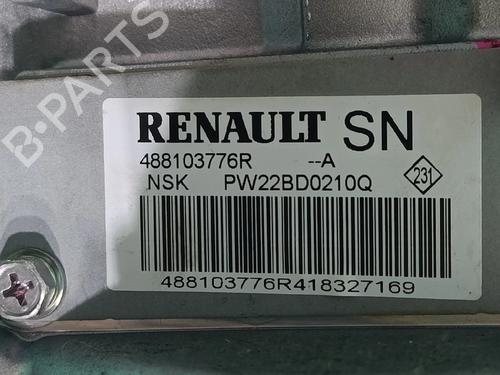 B-PARTS
RENAULT SN
488103776R --A
NSK PW22BD0210Q 231
488103776R418327169